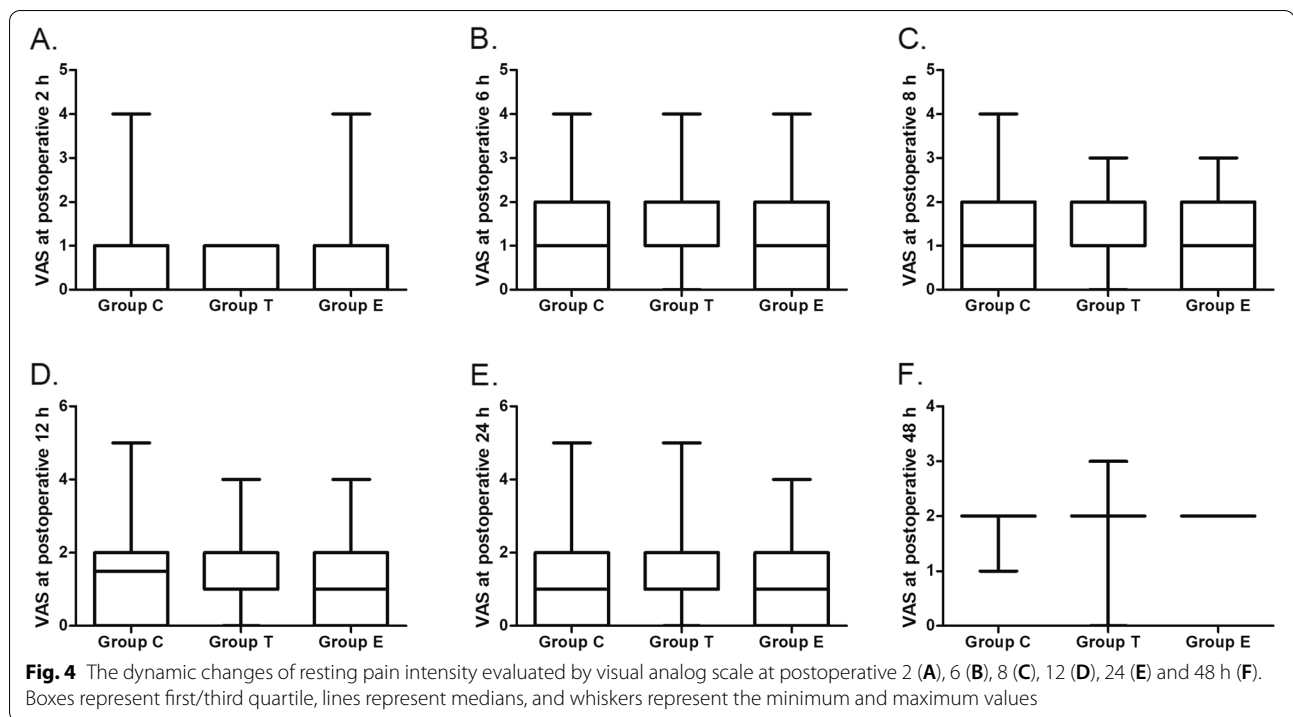 A.
VAS at postoperative 2 h
5
4
3
2
1
0
Group C Group T Group E
B.
VAS at postoperative 6 h
5
4
3
2
1
0
Group C Group T Group E
C.
VAS at postoperative 8 h
5
4
3
2
1
0
Group C Group T Group E
D.
VAS at postoperative 12 h
6
4
2
0
Group C Group T Group E
E.
VAS at postoperative 24 h
6
4
2
0
Group C Group T Group E
F.
VAS at postoperative 48 h
4
3
2
1
0
Group C Group T Group E
Fig. 4 The dynamic changes of resting pain intensity evaluated by visual analog scale at postoperative 2 (A), 6 (B), 8 (C), 12 (D), 24 (E) and 48 h (F).
Boxes represent first/third quartile, lines represent medians, and whiskers represent the minimum and maximum values